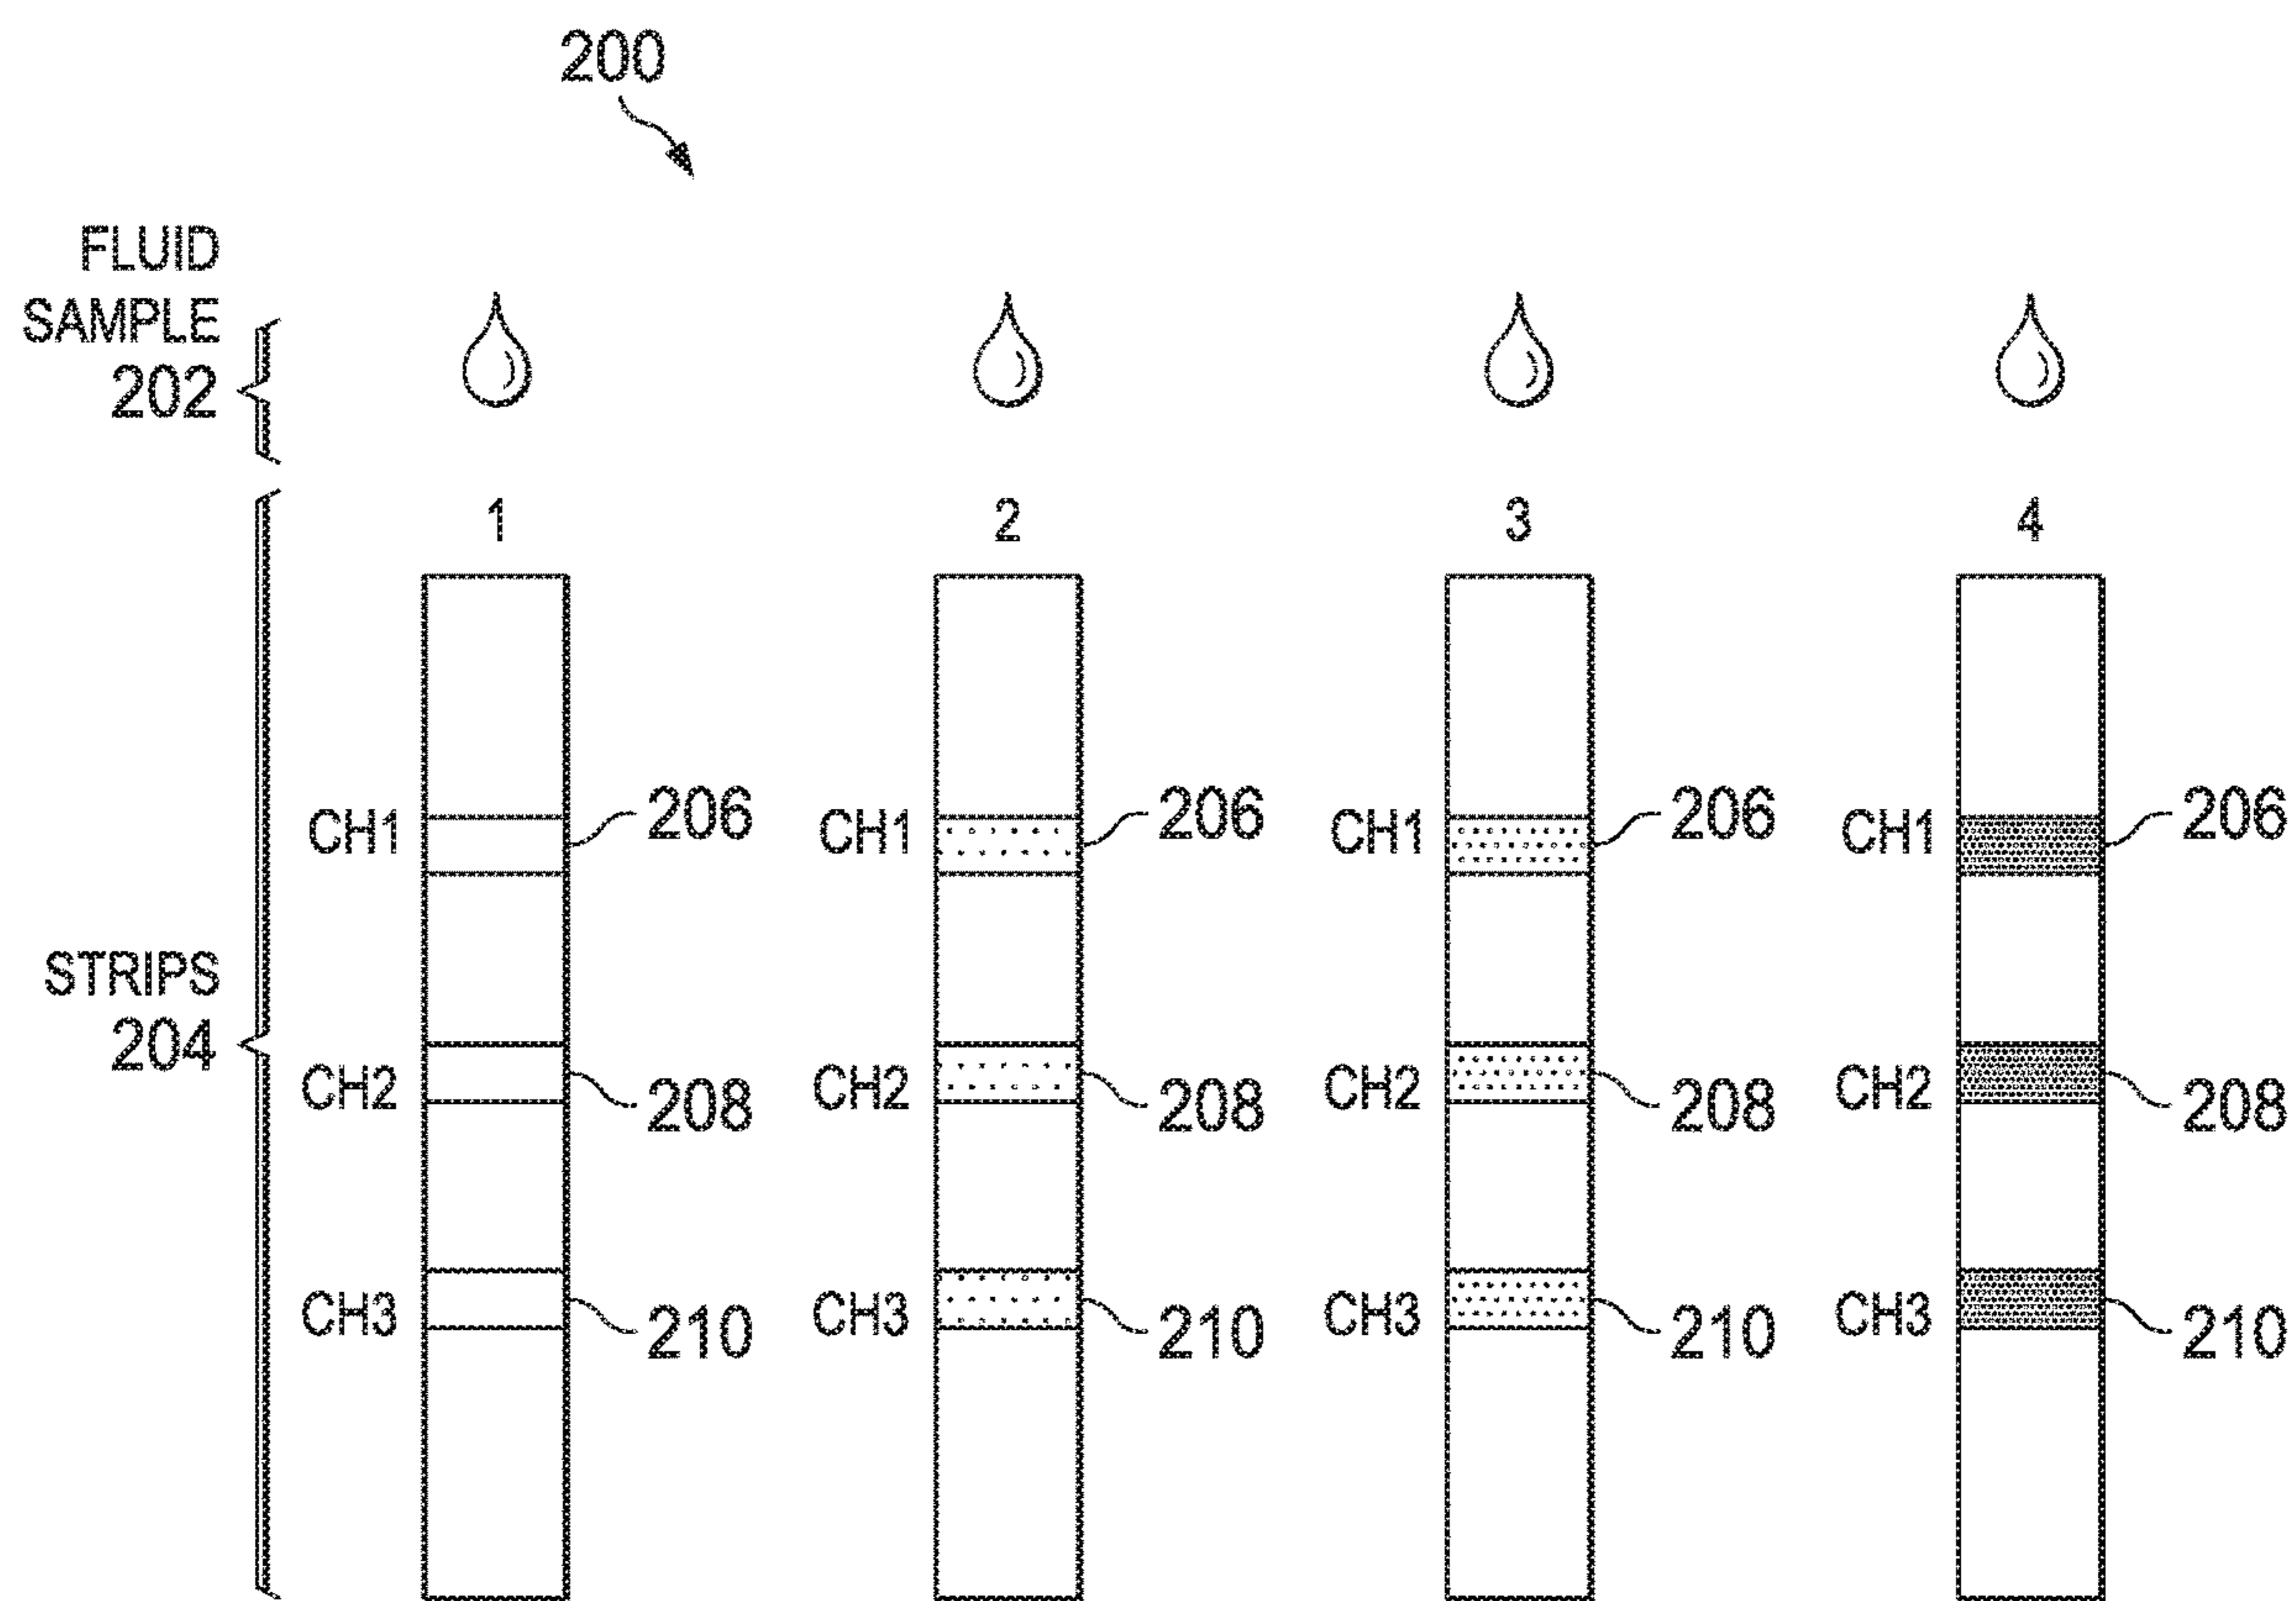 200
FLUID
SAMPLE
202
1 2 3 4
CH1 206 CH1 206 CH1 206 CH1 206
STRIPS
204
CH2 208 CH2 208 CH2 208 CH2 208
CH3 210 CH3 210 CH3 210 CH3 210